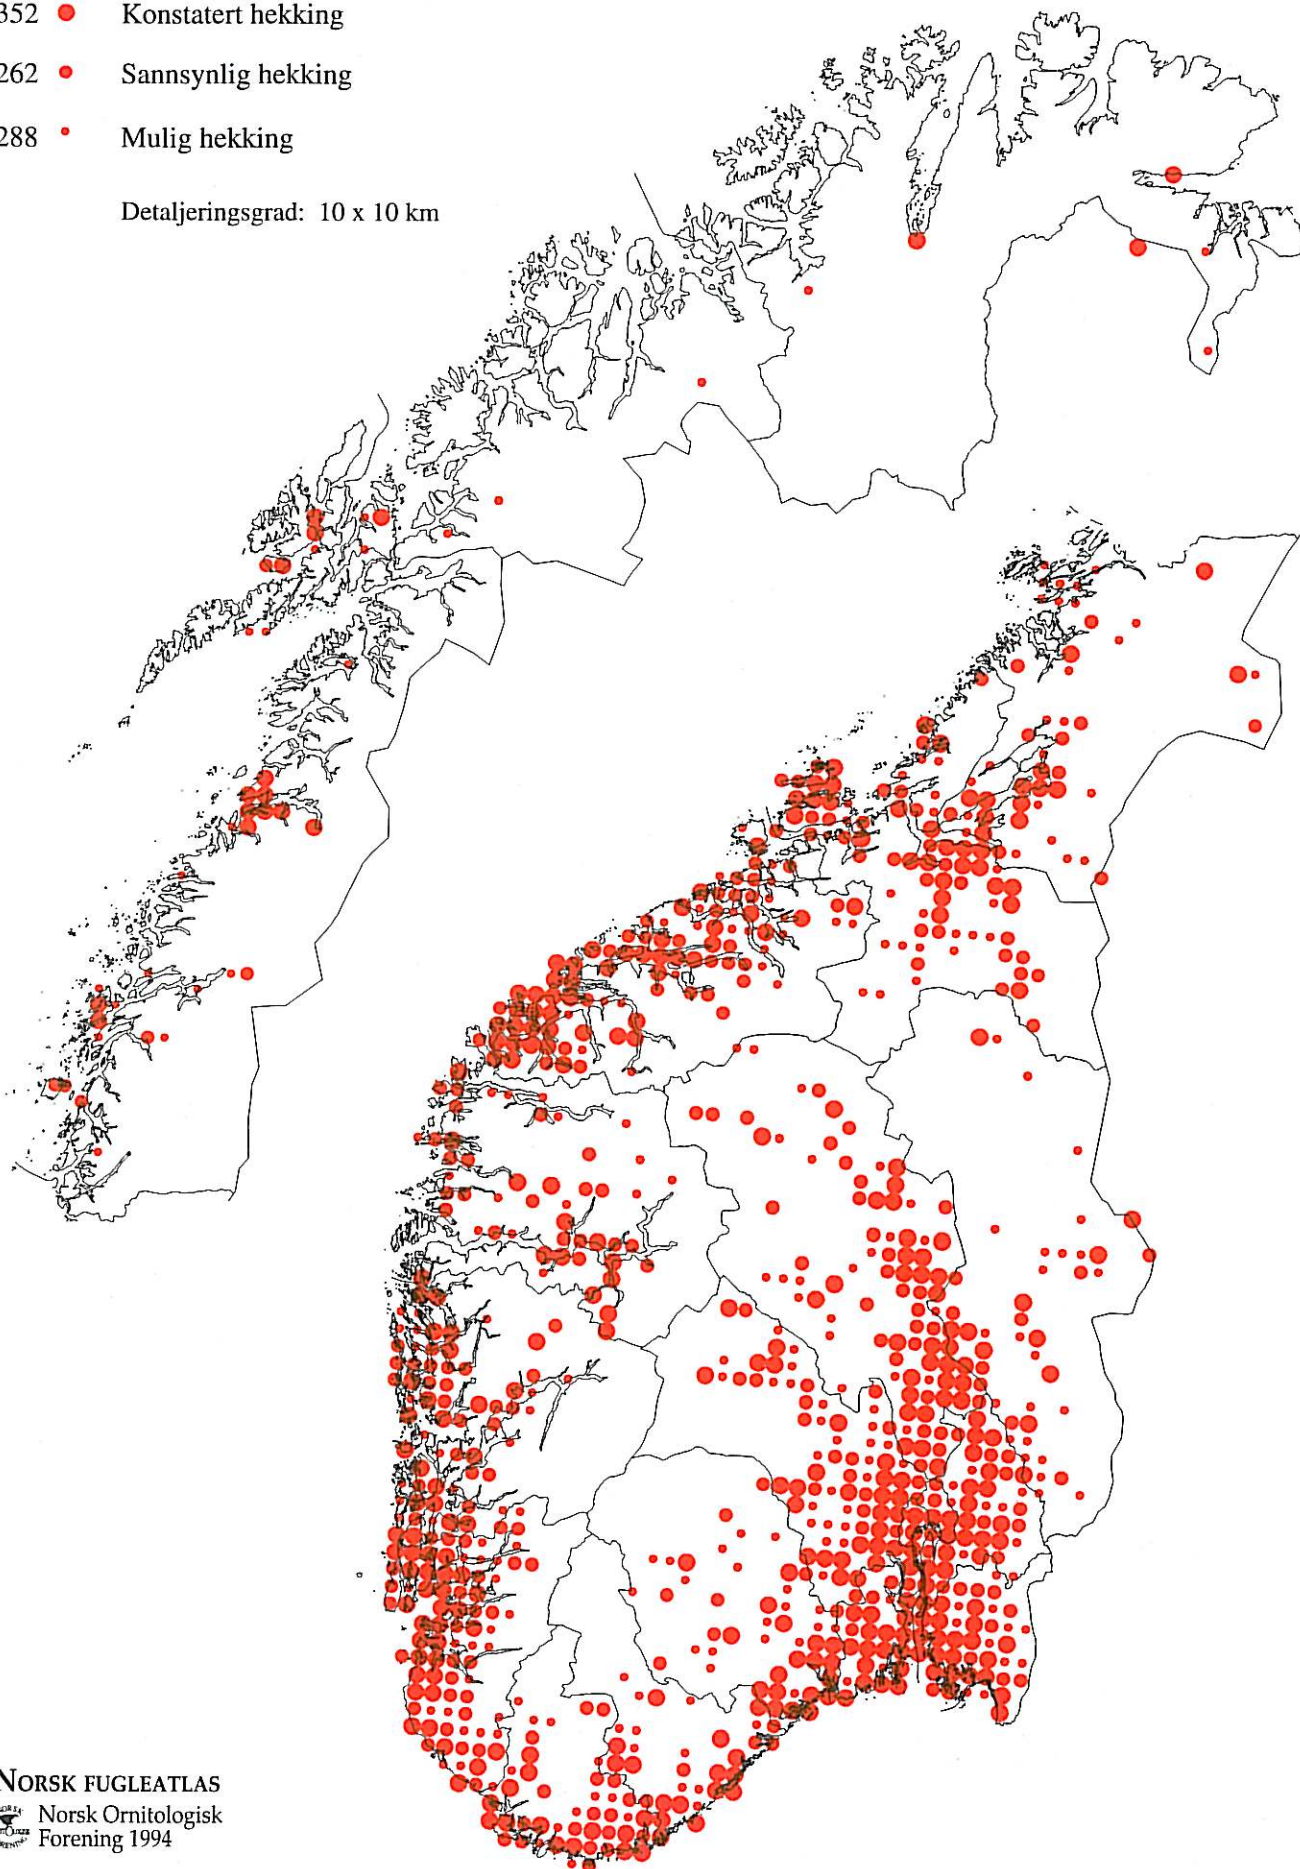 352 Konstatert hekking
262 Sannsynlig hekking
288 Mulig hekking
Detaljeringsgrad: 10 x 10 km
NORSK FUGLEATLAS
Norsk Ornitologisk
Forening 1994